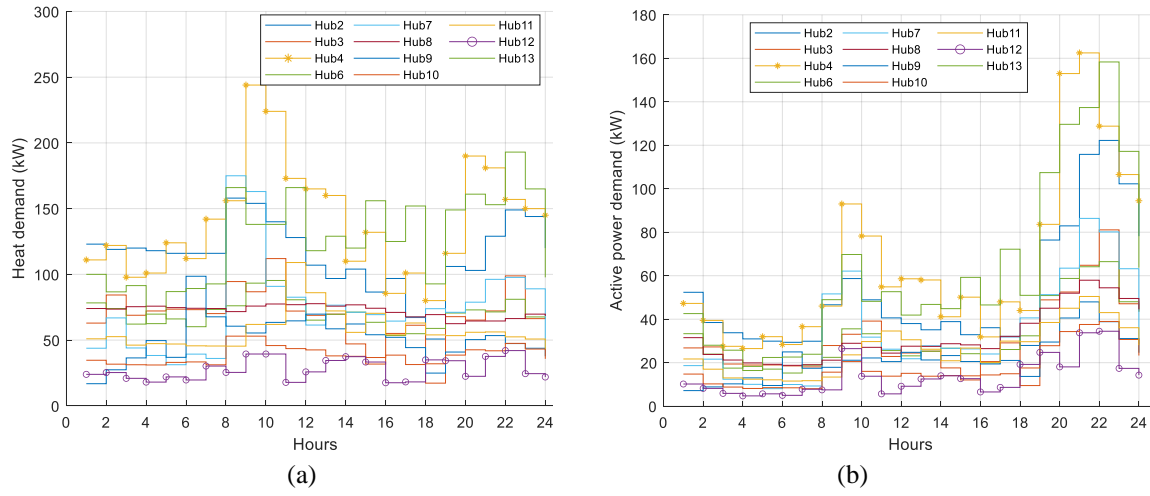 300
250
200
150
100
50
0
Heat demand (kW)
0 2 4 6 8 10 12 14 16 18 20 22 24
Hours
Hub2 Hub7 Hub11
Hub3 Hub8 Hub12
Hub4 Hub9 Hub13
Hub6 Hub10
(a)
180
160
140
120
100
80
60
40
20
0
Active power demand (kW)
0 2 4 6 8 10 12 14 16 18 20 22 24
Hours
Hub2 Hub7 Hub11
Hub3 Hub8 Hub12
Hub4 Hub9 Hub13
Hub6 Hub10
(b)